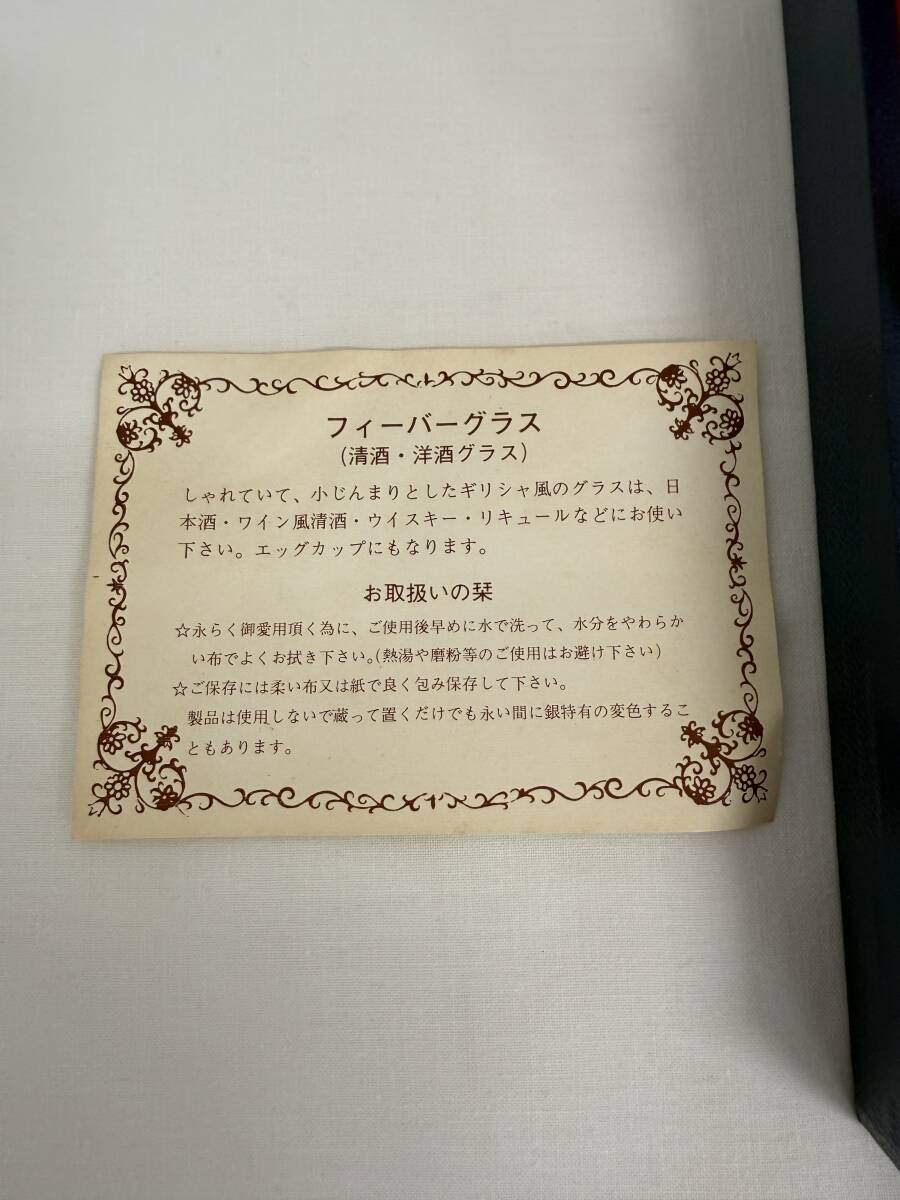 フィーバーグラス
(清酒・洋酒グラス)
しゃれていて、小じんまりとしたギリシャ風のグラスは、日
本酒・ワイン風清酒・ウイスキー・リキュールなどにお使い
下さい。エッグカップにもなります。
お取扱いの栞
☆永らく御愛用頂く為に、ご使用後早めに水で洗って、水分をやわらか
い布でよくお拭き下さい。(熱湯や磨粉等のご使用はお避け下さい)
☆ご保存には柔い布又は紙で良く包み保存して下さい。
製品は使用しないで蔵って置くだけでも永い間に銀特有の変色するこ
ともあります。